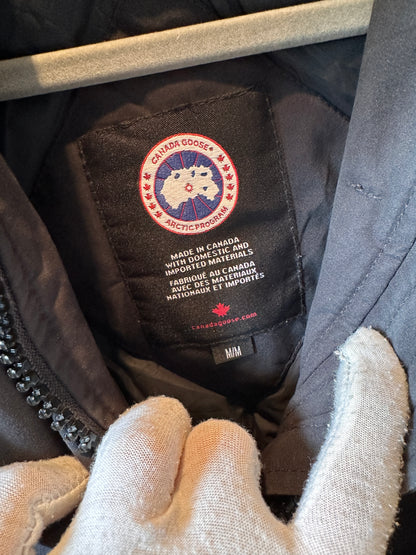 CANADA GOOSE
ARCTIC PROGRAM
MADE IN CANADA
WITH DOMESTIC AND
IMPORTED MATERIALS
FABRIQUÉ AU CANADA
AVEC DES MATERIAUX
NATIONAUX ET IMPORTÉS
canadagoose.com
M/M